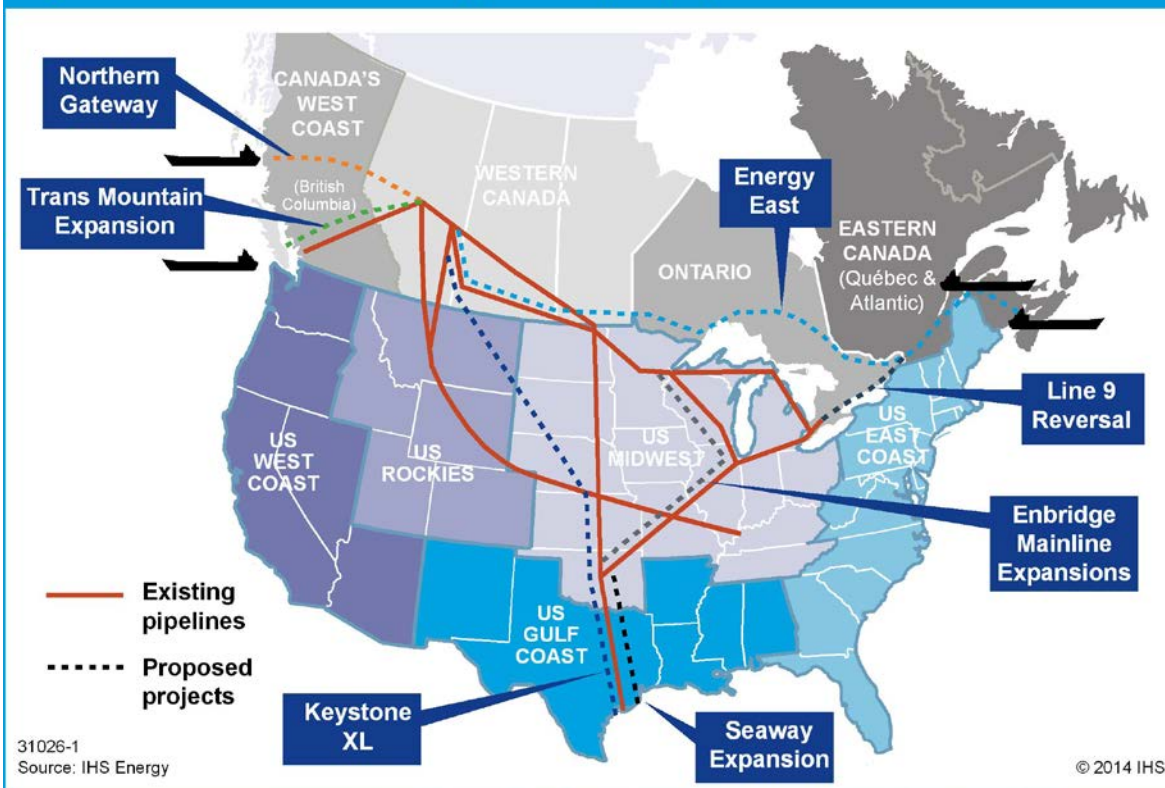 Northern
Gateway
CANADA'S
WEST
COAST
(British
Columbia)
Trans Mountain
Expansion
WESTERN
CANADA
Energy
East
ONTARIO
EASTERN
CANADA
(Québec &
Atlantic)
Line 9
Reversal
US
WEST
COAST
US
ROCKIES
US
MIDWEST
US
EAST
COAST
Enbridge
Mainline
Expansions
US
GULF
COAST
Existing
pipelines
Proposed
projects
Keystone
XL
Seaway
Expansion
31026-1
Source: IHS Energy
© 2014 IHS